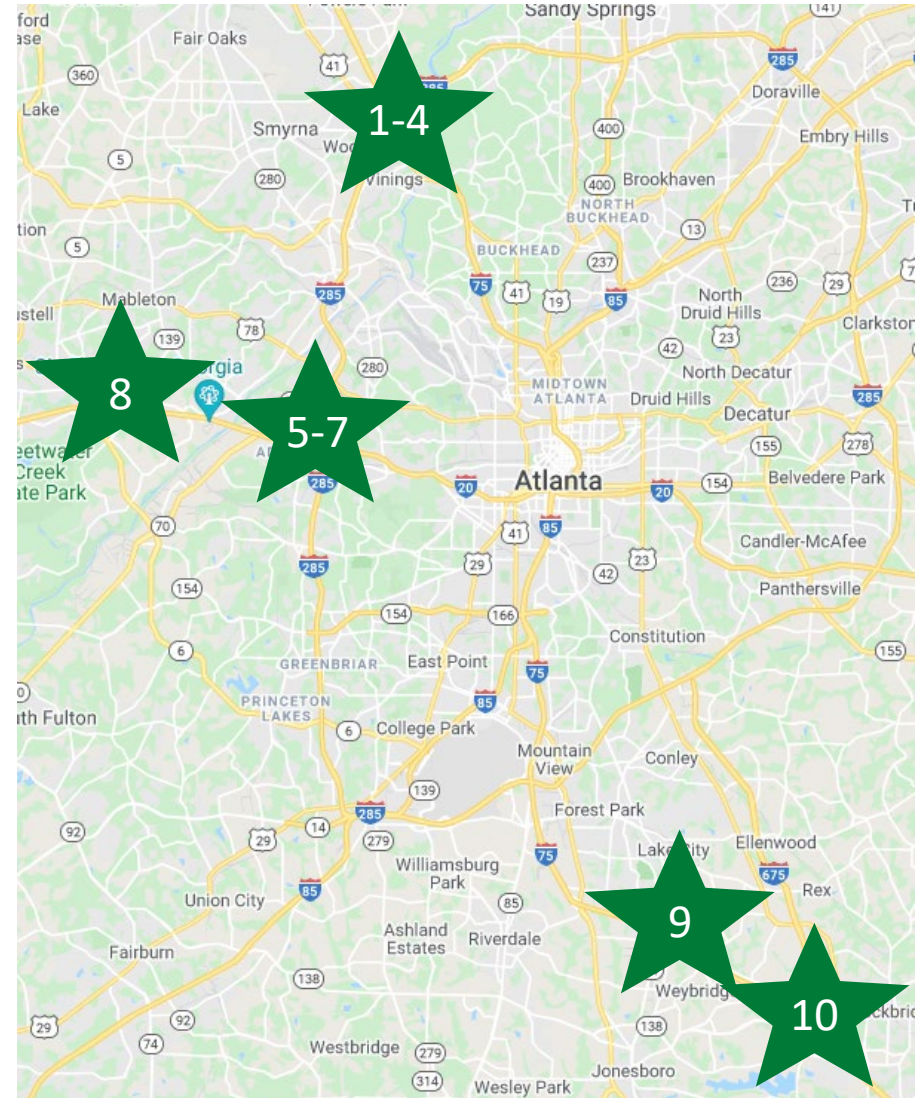 Sandy Springs
141
ford
Fair Oaks
41
285
360
285
Doraville
Lake
1-4
Smyrna
400
Embry Hills
5
280
Vinings
400
Brookhaven
NORTH
BUCKHEAD
tion
5
BUCKHEAD
13
237
285
75
41
19
85
236
29
Mableton
North
Druid Hills
ustell
139
78
23
Clarkston
42
280
North Decatur
orgia
8
MIDTOWN
ATLANTA
Druid Hills
285
Decatur
5-7
155
278
Creek
ate Park
285
20
Atlanta
20
154
Belvedere Park
70
41
85
Candler-McAfee
285
29
42
23
154
Panthersville
154
166
Constitution
6
155
GREENBRIAR
East Point
75
PRINCETON
LAKES
85
uth Fulton
6
College Park
Mountain
View
Conley
139
285
Forest Park
92
29
14
279
Lake City
Ellenwood
75
Williamsburg
Park
675
Union City
85
85
Rex
9
Ashland
Estates
Riverdale
Fairburn
138
Weybridg
10
ckbridg
29
92
138
74
Westbridge
279
Jonesboro
314
Wesley Park